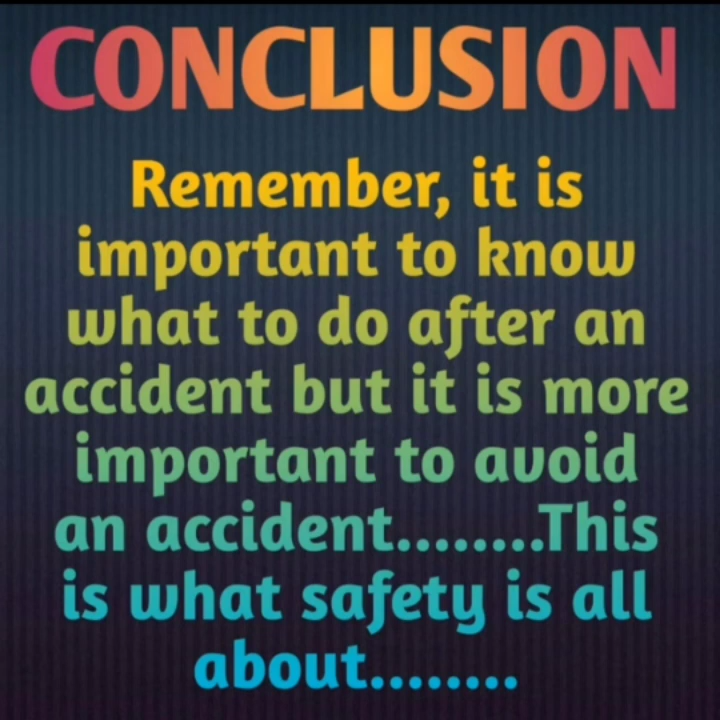 CONCLUSION
Remember, it is
important to know
what to do after an
accident but it is more
important to avoid
an accident........This
is what safety is all
about........